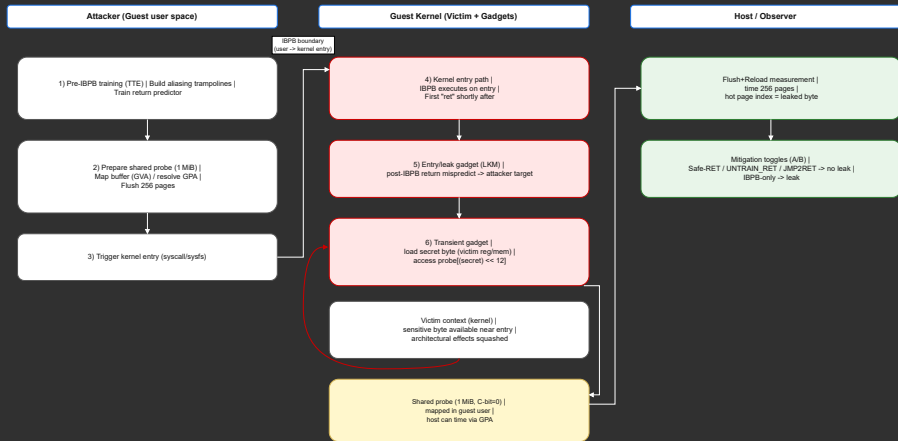 Attacker (Guest user space)
Guest Kernel (Victim + Gadgets)
Host / Observer
IBPB boundary
(user -> kernel entry)
1) Pre-IBPB training (TTE) | Build aliasing trampolines |
Train return predictor
2) Prepare shared probe (1 MiB) |
Map buffer (GVA) / resolve GPA |
Flush 256 pages
3) Trigger kernel entry (syscall/sysfs)
4) Kernel entry path |
IBPB executes on entry |
First "ret" shortly after
5) Entry/leak gadget (LKM) |
post-IBPB return mispredict -> attacker target
6) Transient gadget |
load secret byte (victim reg/mem) |
access probe[(secret) << 12]
Victim context (kernel) |
sensitive byte available near entry |
architectural effects squashed
Shared probe (1 MiB, C-bit=0) |
mapped in guest user |
host can time via GPA
Flush+Reload measurement |
time 256 pages |
hot page index = leaked byte
Mitigation toggles (A/B) |
Safe-RET / UNTRAIN_RET / JMP2RET -> no leak |
IBPB-only -> leak